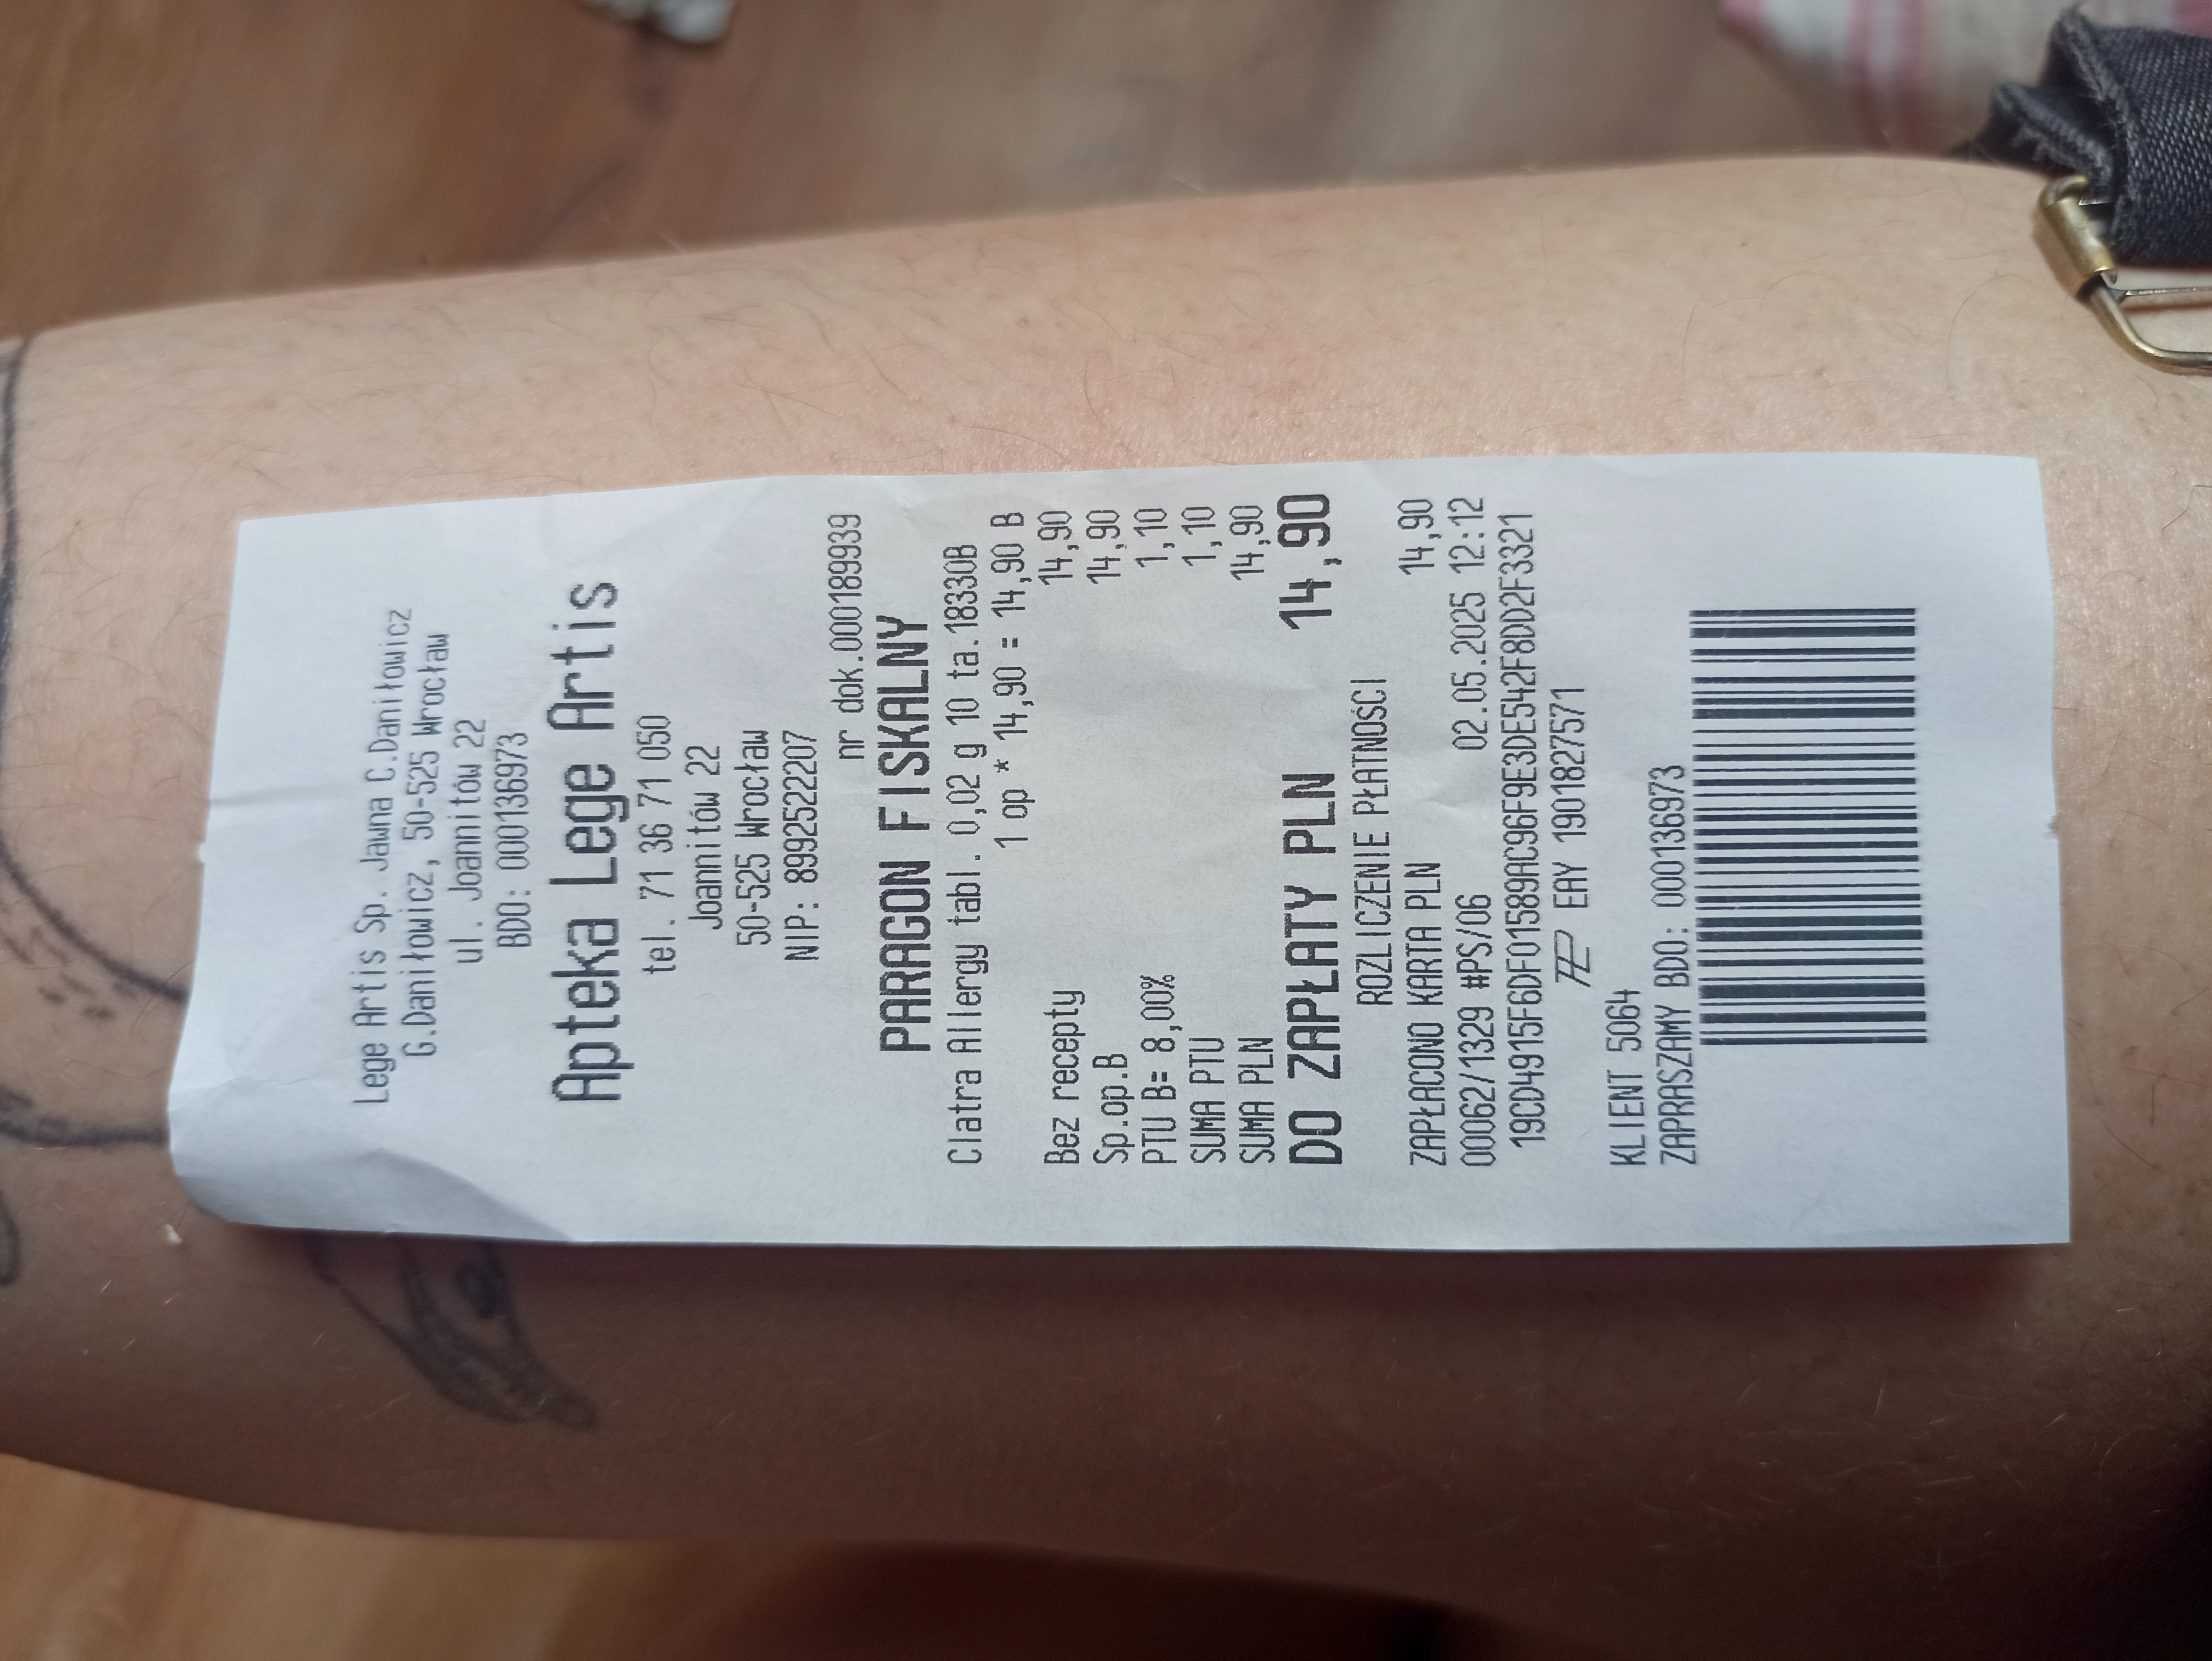 Lege Artis Sp. Jawna C.Daniłowicz
G.Daniłowicz, 50-525 Wrocław
ul. Joannitów 22
BDO: 000136973
Apteka Lege Artis
tel. 71 36 71 050
Joannitów 22
50-525 Wrocław
NIP: 8992522207
nr dok.000189939
PARAGON FISKALNY
Clatra Allergy tabl. 0,02 g 10 ta.18330B
1 op * 14,90 = 14,90 B
Bez recepty 14,90
Sp.op.B 14,90
PTU B= 8,00% 1,10
SUMA PTU 1,10
SUMA PLN 14,90
DO ZAPŁATY PLN 14,90
ROZLICZENIE PŁATNOŚCI
ZAPŁACONO KARTA PLN 14,90
00062/1329 #PS/06 02.05.2025 12:12
19CD4915F6DF01589AC96F9E3DE542F8DD2F3321
EAY 1901827571
KLIENT 5064
ZAPRASZAMY BDO: 000136973